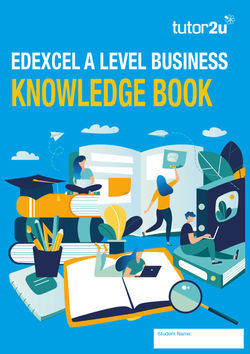 tutor2u
EDEXCEL A LEVEL BUSINESS
KNOWLEDGE BOOK
Student Name: